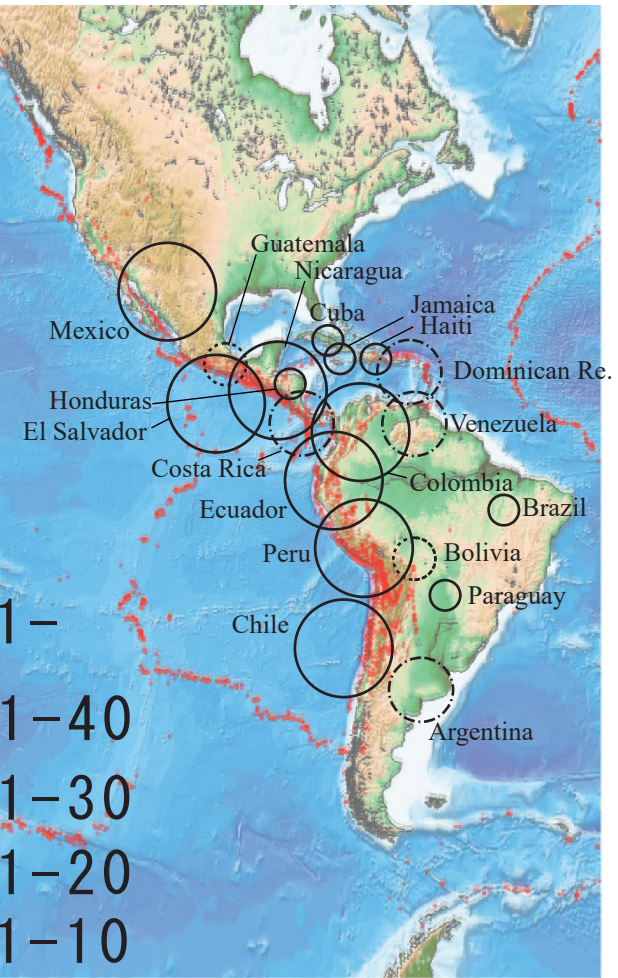 Guatemala
Nicaragua
Cuba
Jamaica
Haiti
Mexico
Dominican Re.
Honduras
El Salvador
Venezuela
Costa Rica
Colombia
Ecuador
Brazil
Peru
Bolivia
Paraguay
Chile
1-
1-40
Argentina
1-30
1-20
1-10